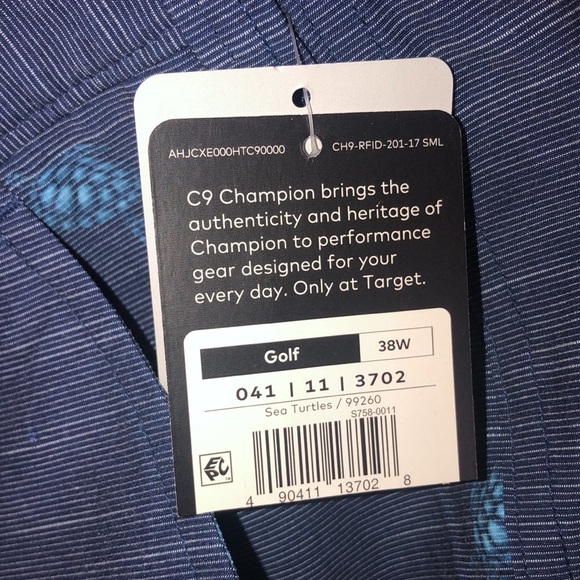 AHJCXE000HTC90000 CH9-RFID-201-17 SML
C9 Champion brings the
authenticity and heritage of
Champion to performance
gear designed for your
every day. Only at Target.
Golf 38W
041 | 11 | 3702
Sea Turtles / 99260
S758-0011
EPC
4 90411 13702 8